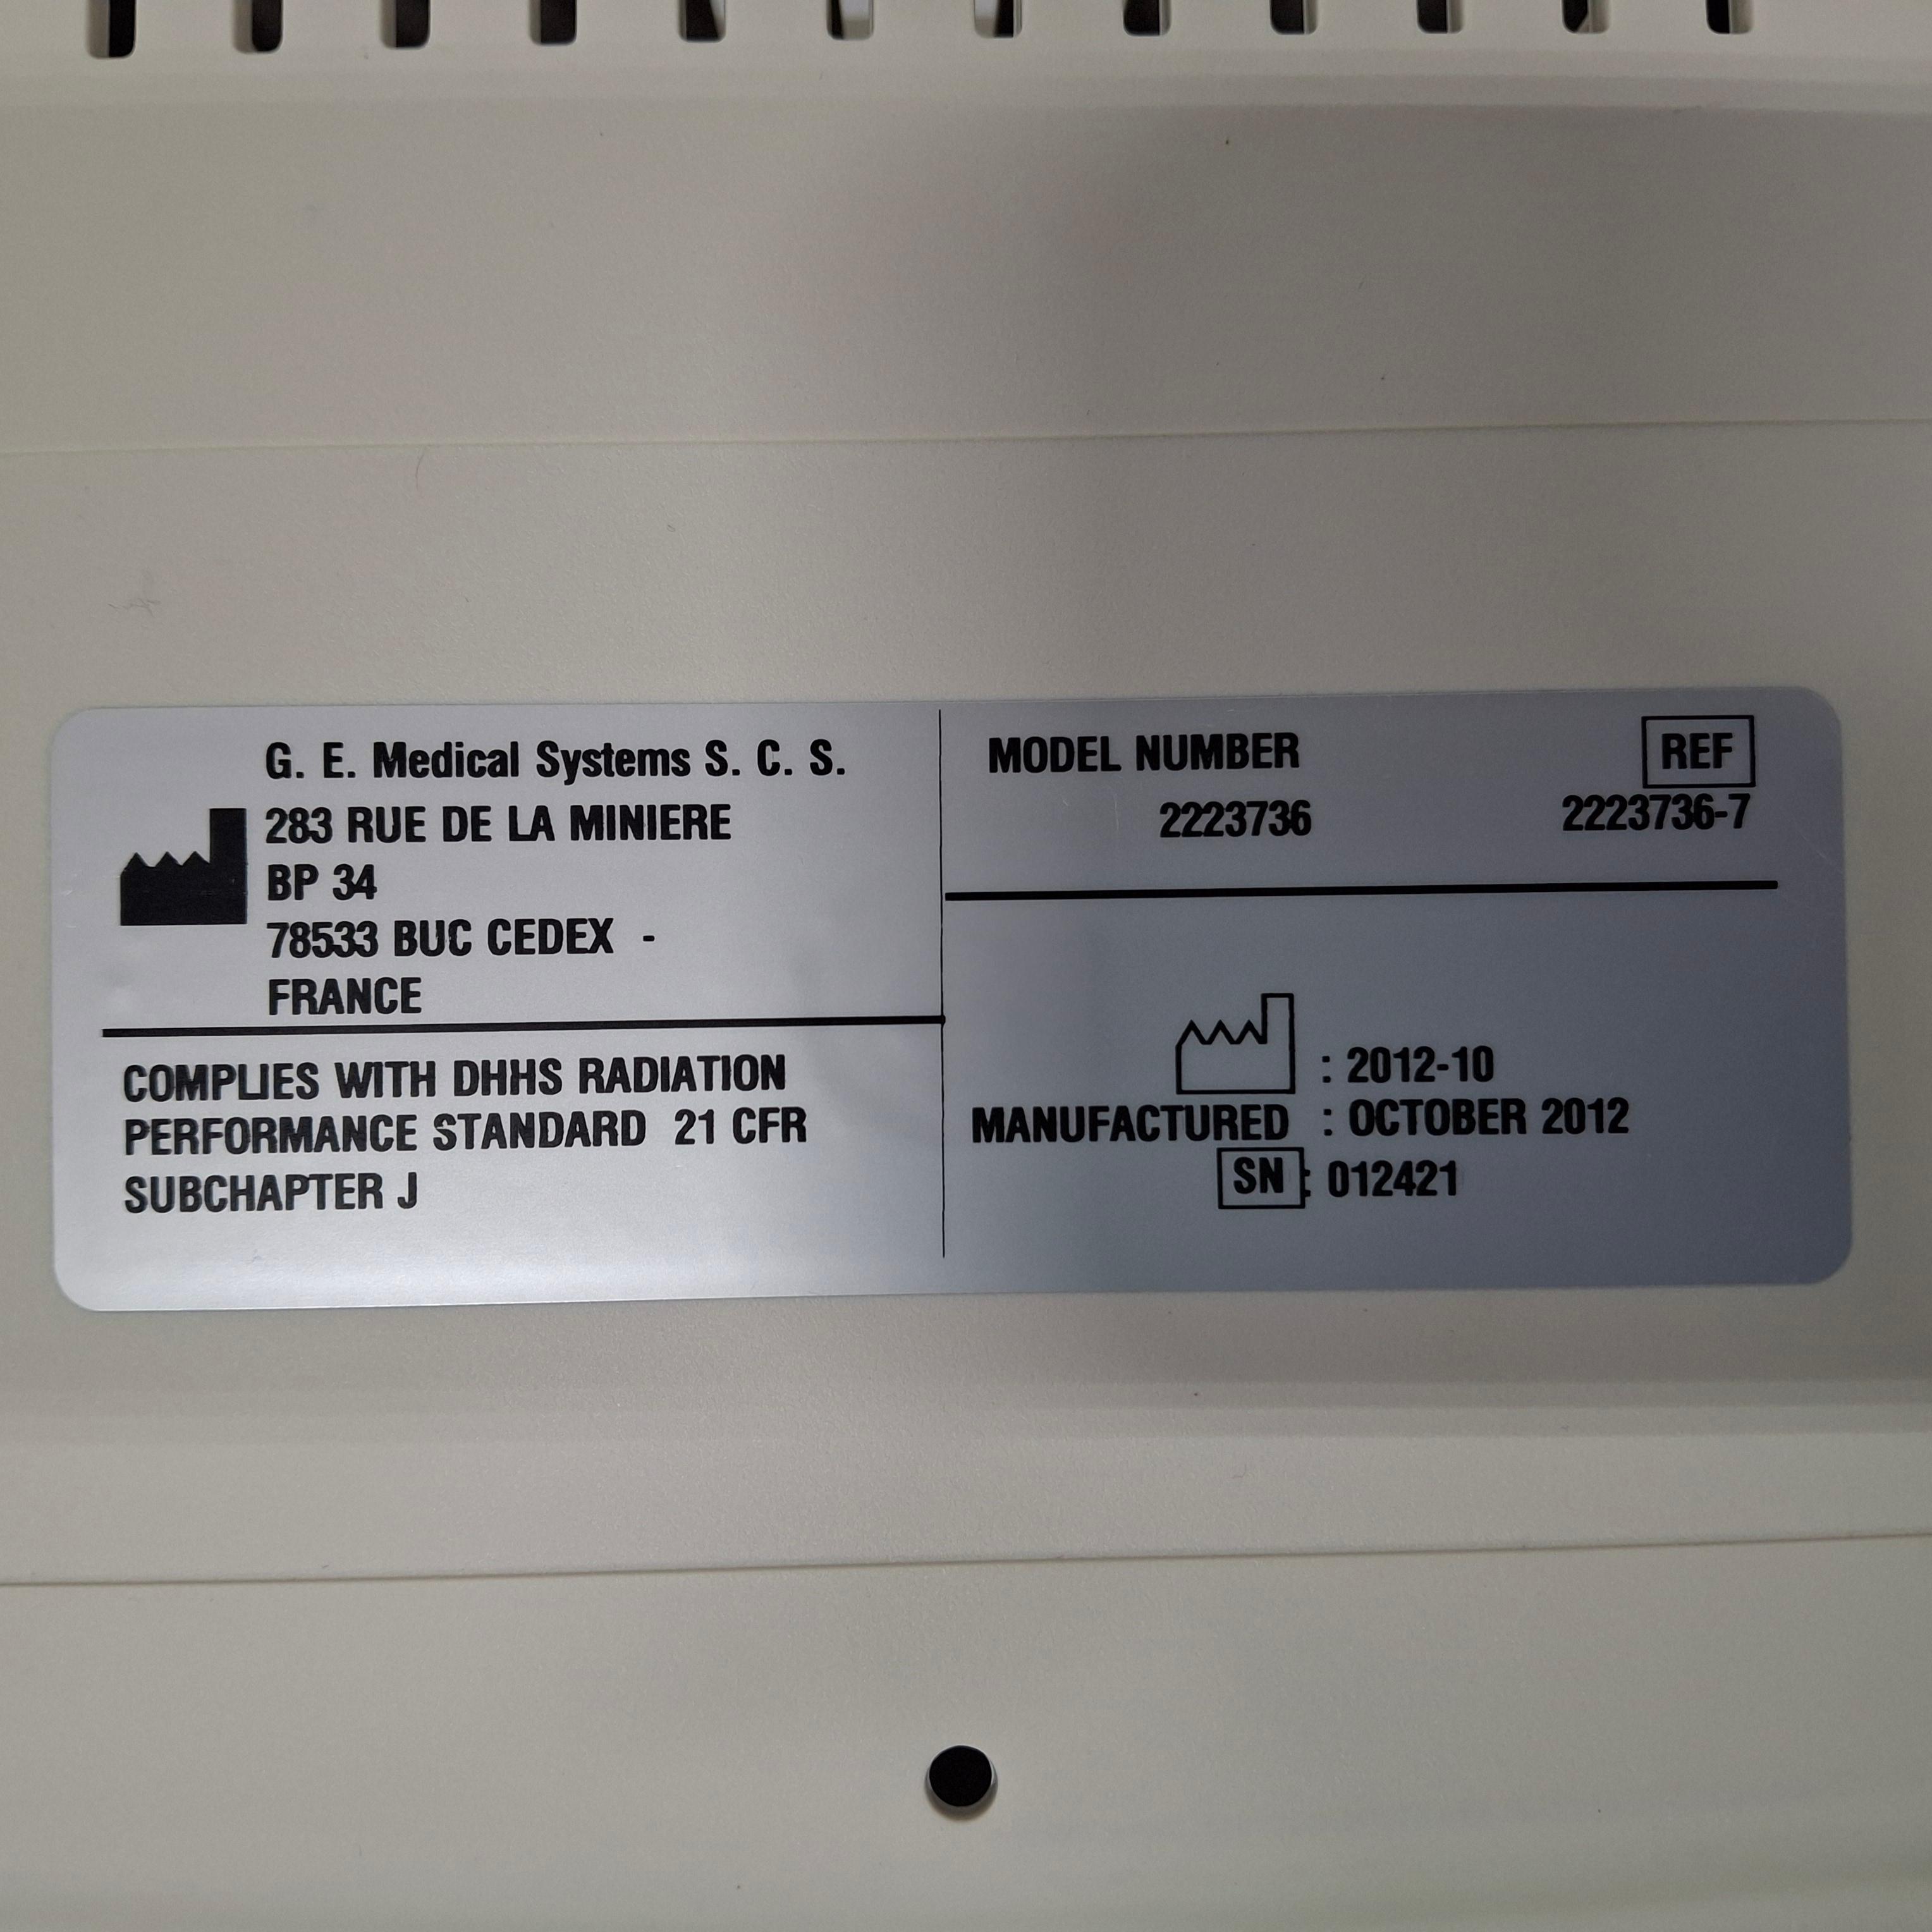 G. E. Medical Systems S. C. S.
283 RUE DE LA MINIERE
BP 34
78533 BUC CEDEX -
FRANCE
COMPLIES WITH DHHS RADIATION
PERFORMANCE STANDARD 21 CFR
SUBCHAPTER J
MODEL NUMBER REF
2223736 2223736-7
: 2012-10
MANUFACTURED : OCTOBER 2012
SN : 012421